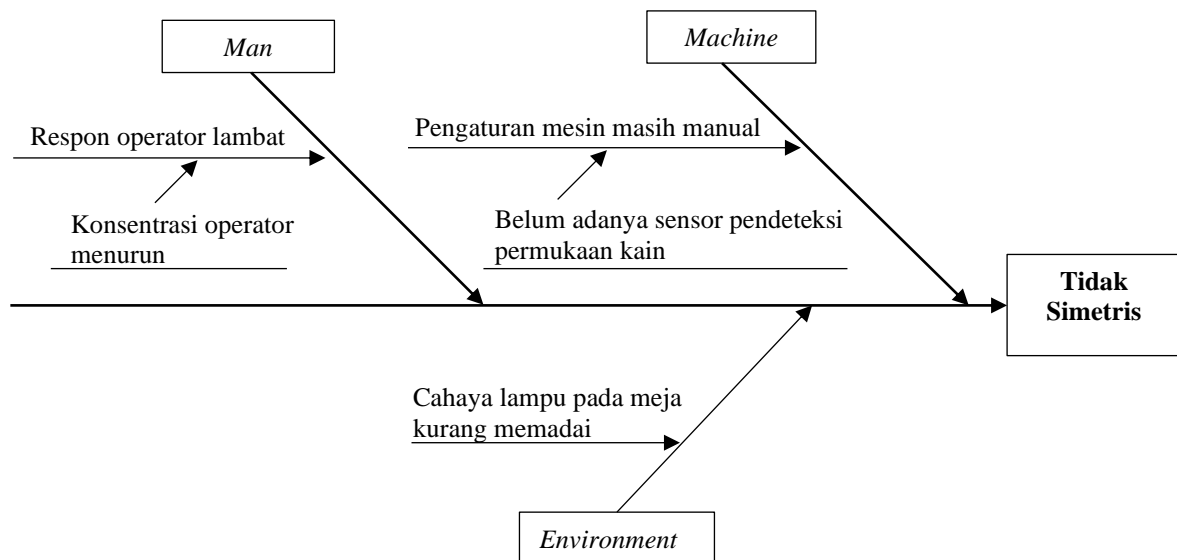 Man
Machine
Respon operator lambat
Pengaturan mesin masih manual
Konsentrasi operator
menurun
Belum adanya sensor pendeteksi
permukaan kain
Tidak
Simetris
Cahaya lampu pada meja
kurang memadai
Environment